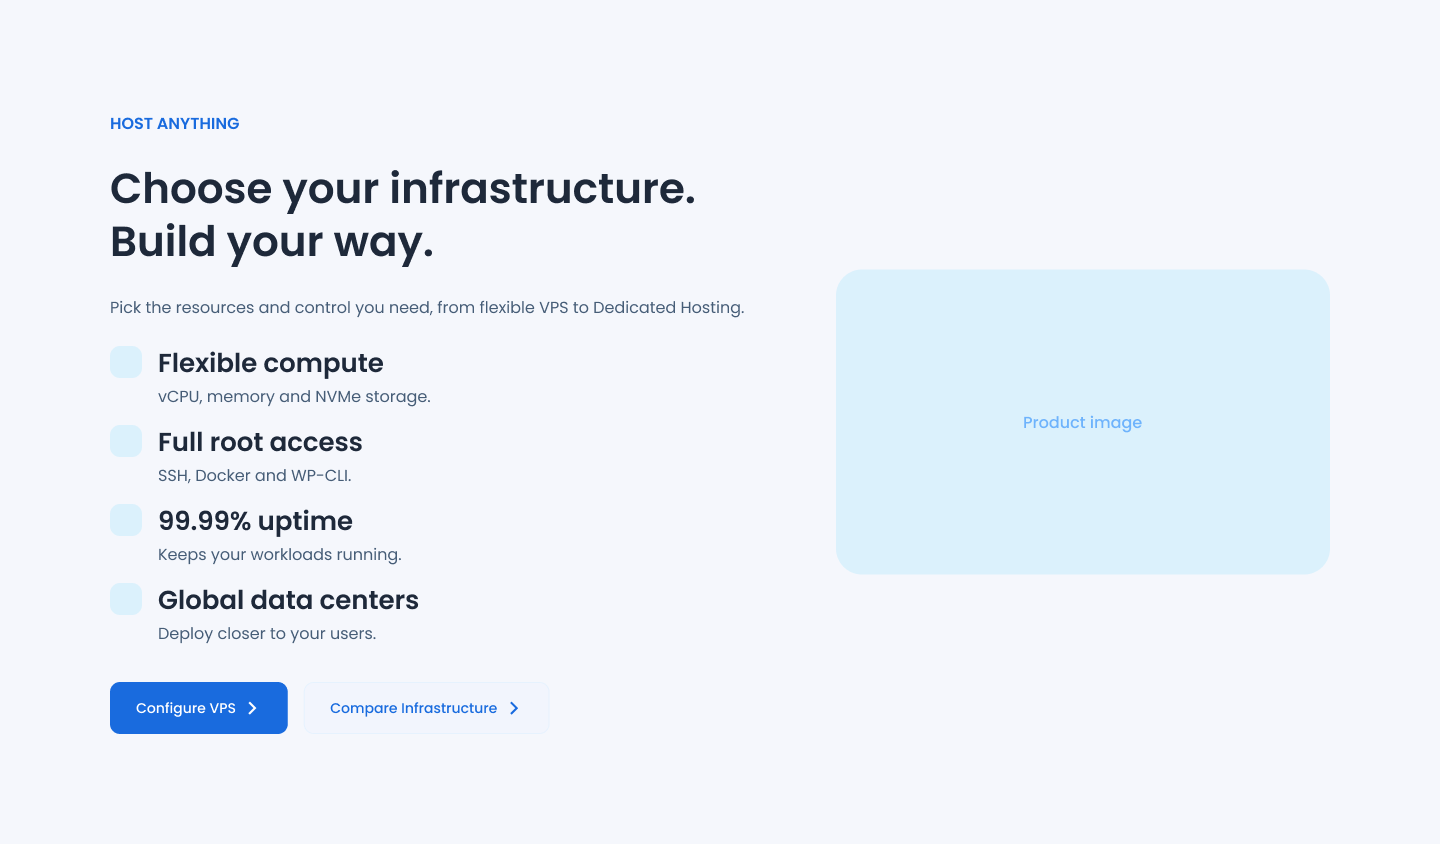 HOST ANYTHING
Choose your infrastructure.
Build your way.
Pick the resources and control you need, from flexible VPS to Dedicated Hosting.
Flexible compute
vCPU, memory and NVMe storage.
Full root access
SSH, Docker and WP-CLI.
99.99% uptime
Keeps your workloads running.
Global data centers
Deploy closer to your users.
Configure VPS
Compare Infrastructure
Product image